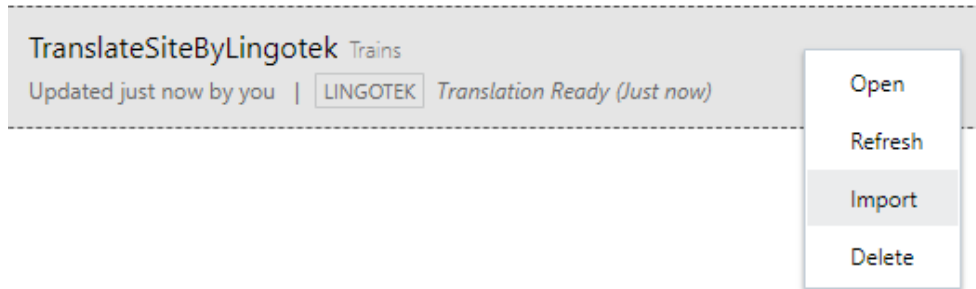 TranslateSiteByLingotek Trains
Updated just now by you | LINGOTEK Translation Ready (Just now)
Open
Refresh
Import
Delete